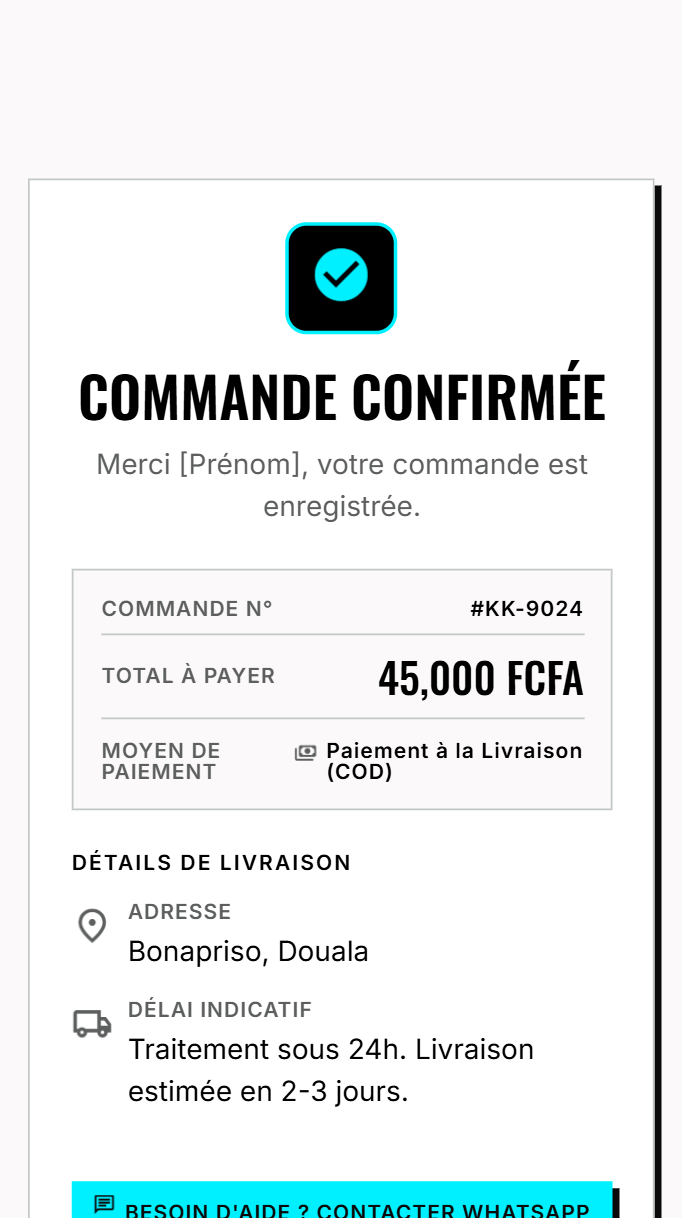 COMMANDE CONFIRMÉE
Merci [Prénom], votre commande est
enregistrée.
COMMANDE N° #KK-9024
TOTAL À PAYER 45,000 FCFA
MOYEN DE PAIEMENT Paiement à la Livraison (COD)
DÉTAILS DE LIVRAISON
ADRESSE
Bonapriso, Douala
DÉLAI INDICATIF
Traitement sous 24h. Livraison
estimée en 2-3 jours.
BESOIN D'AIDE ? CONTACTER WHATSAPP